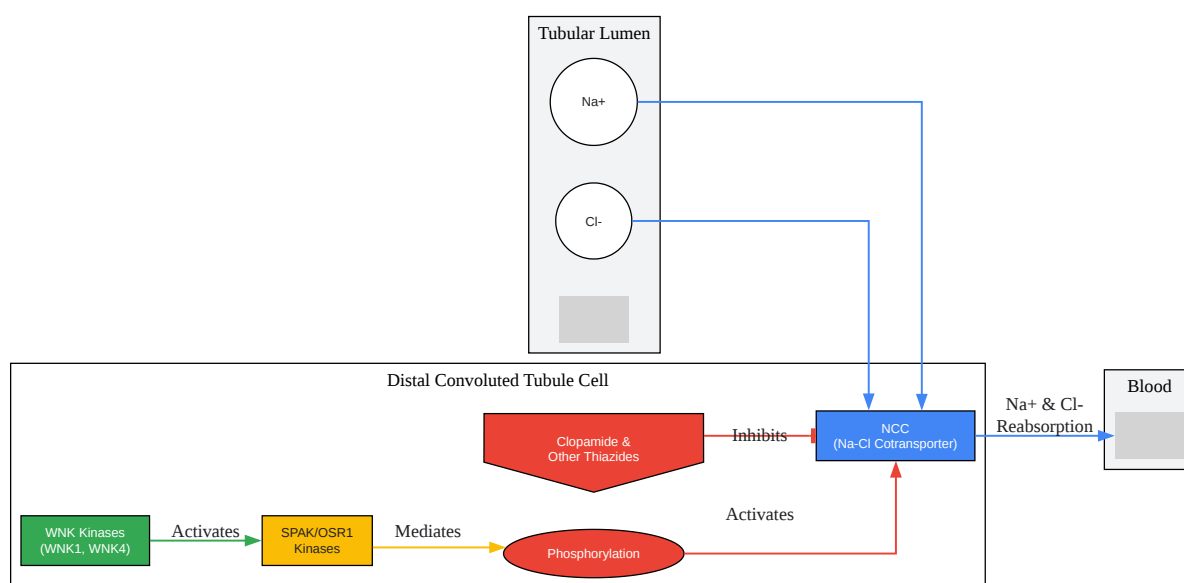 Tubular Lumen
Na+
Cl-
Distal Convoluted Tubule Cell
Clopamide &
Other Thiazides
Inhibits
NCC
(Na-Cl Cotransporter)
Na+ & Cl-
Reabsorption
Blood
WNK Kinases
(WNK1, WNK4)
Activates
SPAK/OSR1
Kinases
Mediates
Phosphorylation
Activates